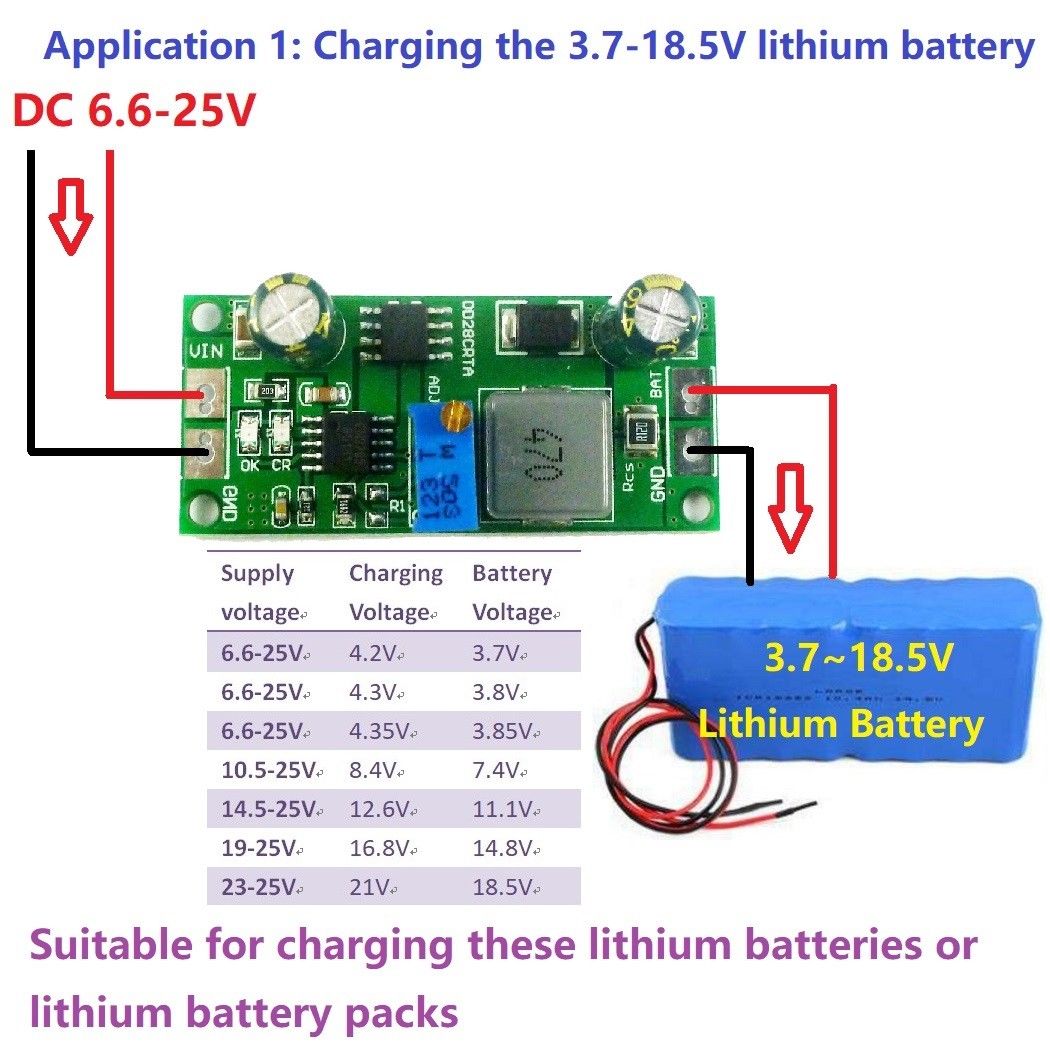 Application 1: Charging the 3.7-18.5V lithium battery
DC 6.6-25V
VIN
DD28CRTA
BAT
ADJ
203
R120
470
OK CR
Rcs
GND
GND
R1
123 T
SOS M
Supply voltage Charging Voltage Battery Voltage
6.6-25V 4.2V 3.7V
6.6-25V 4.3V 3.8V
6.6-25V 4.35V 3.85V
10.5-25V 8.4V 7.4V
14.5-25V 12.6V 11.1V
19-25V 16.8V 14.8V
23-25V 21V 18.5V
3.7~18.5V
Lithium Battery
Suitable for charging these lithium batteries or
lithium battery packs